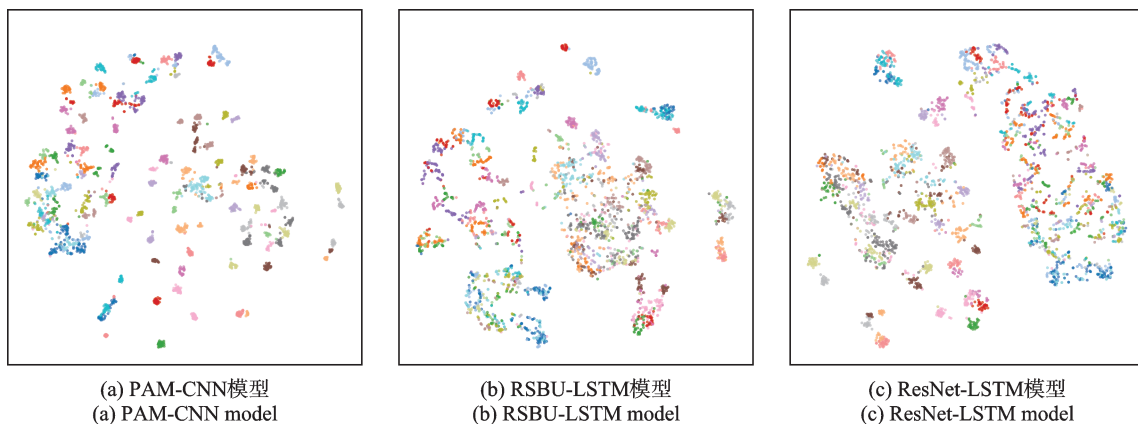 (a) PAM-CNN模型
(a) PAM-CNN model
(b) RSBU-LSTM模型
(b) RSBU-LSTM model
(c) ResNet-LSTM模型
(c) ResNet-LSTM model